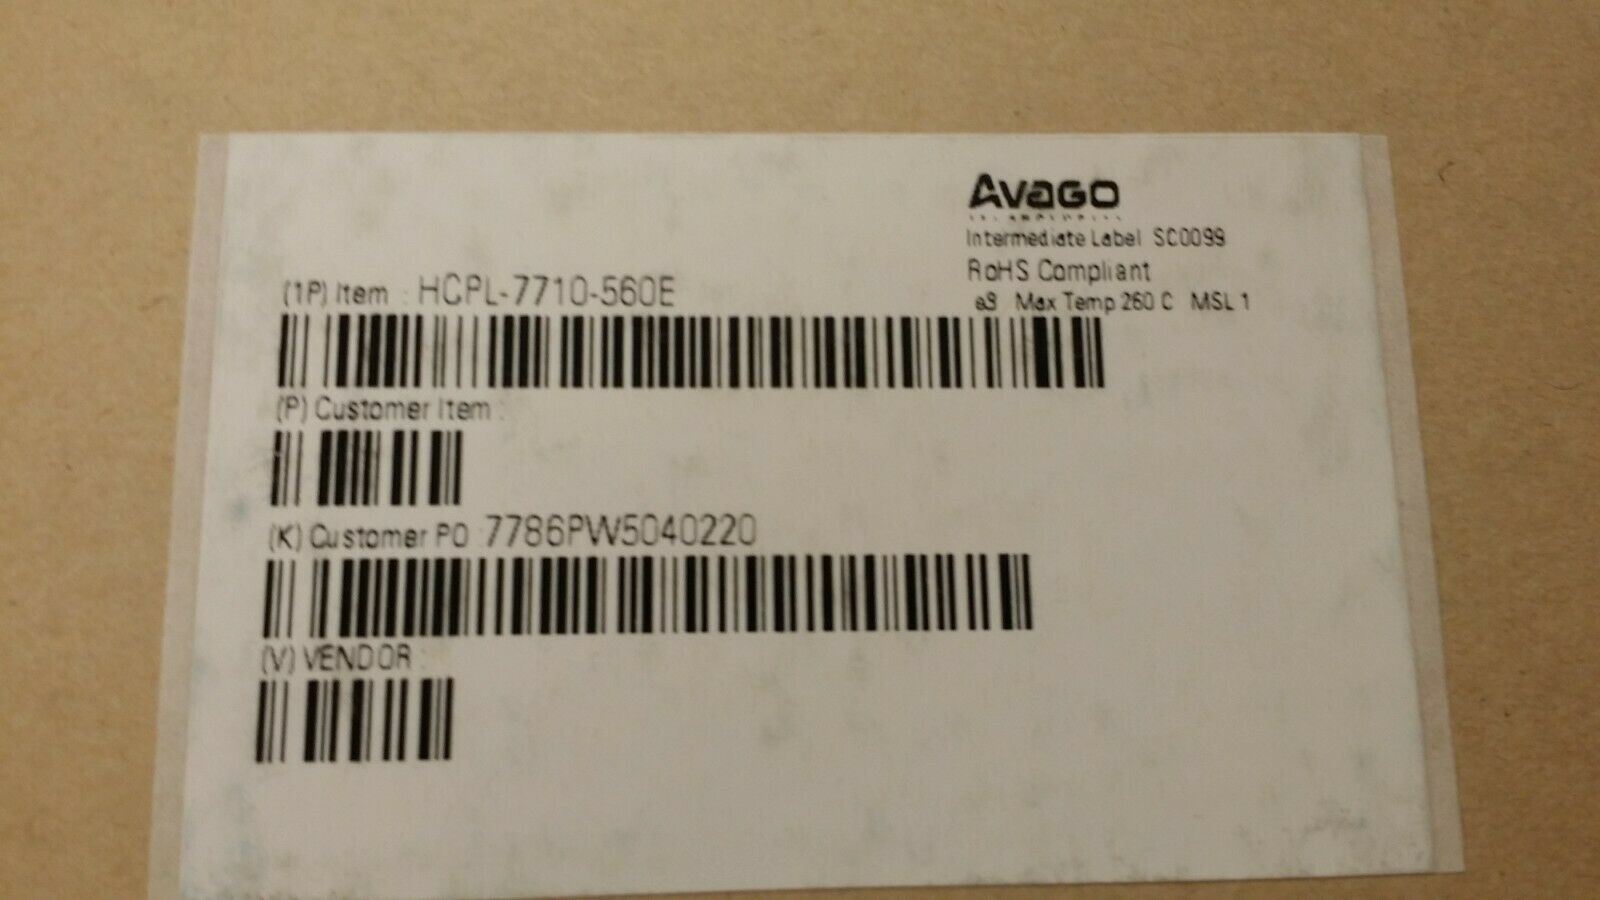 Avago
Intermediate Label SC0099
RoHS Compliant
e3 Max Temp 260 C MSL 1
(1P) Item : HCPL-7710-560E
(P) Customer Item :
(K) Customer PO :7786PW5040220
(V) VENDOR :